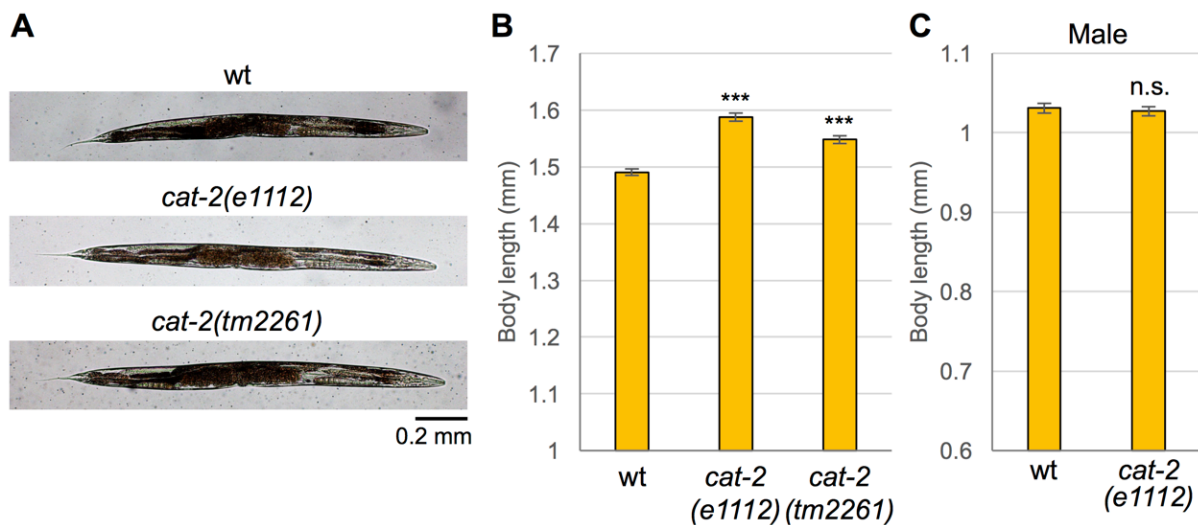 A
wt
cat-2(e1112)
cat-2(tm2261)
0.2 mm
B
Body length (mm)
1.7
1.6
1.5
1.4
1.3
1.2
1.1
1
***
***
wt
cat-2
(e1112)
cat-2
(tm2261)
C
Male
Body length (mm)
1.1
1
0.9
0.8
0.7
0.6
n.s.
wt
cat-2
(e1112)